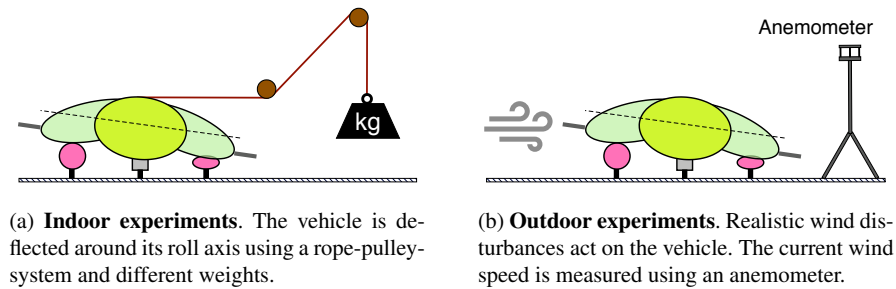 kg
Anemometer
(a) Indoor experiments. The vehicle is de-
flected around its roll axis using a rope-pulley-
system and different weights.
(b) Outdoor experiments. Realistic wind dis-
turbances act on the vehicle. The current wind
speed is measured using an anemometer.